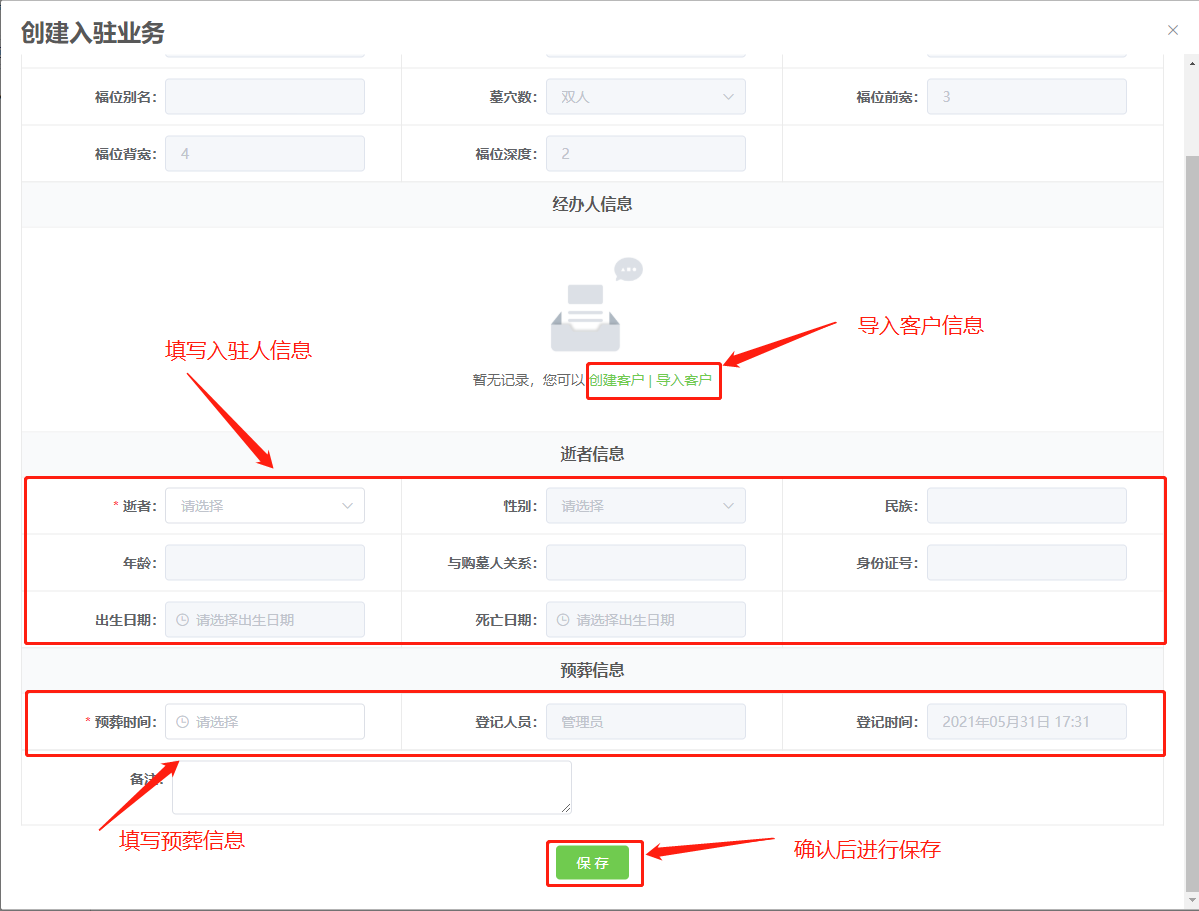 创建入驻业务
福位别名： 墓穴数： 双人 福位前宽： 3
福位背宽： 4 福位深度： 2
经办人信息
导入客户信息
填写入驻人信息
暂无记录，您可以 创建客户 | 导入客户
逝者信息
* 逝者： 请选择 性别： 请选择 民族：
年龄： 与购墓人关系： 身份证号：
出生日期： 请选择出生日期 死亡日期： 请选择出生日期
预葬信息
* 预葬时间： 请选择 登记人员： 管理员 登记时间： 2021年05月31日 17:31
备注：
填写预葬信息
保存
确认后进行保存